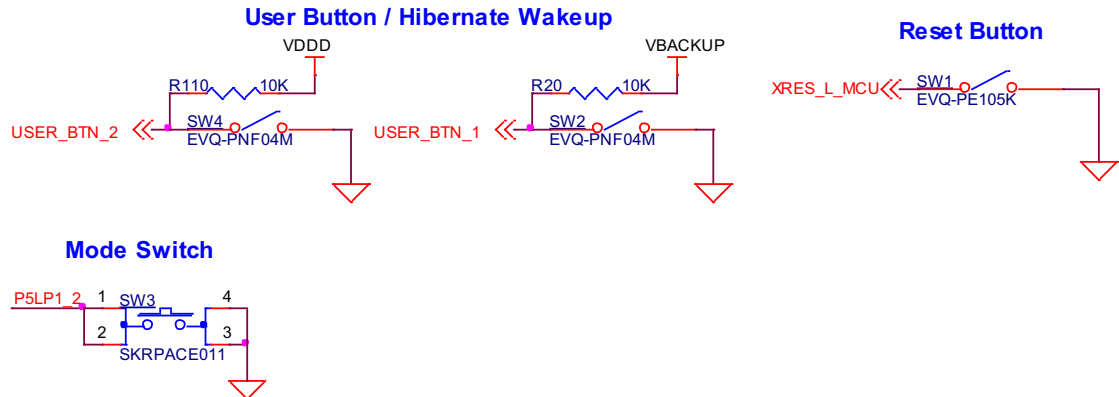 User Button / Hibernate Wakeup
Reset Button
VDDD
VBACKUP
R110 10K
R20 10K
USER_BTN_2
SW4
EVQ-PNF04M
USER_BTN_1
SW2
EVQ-PNF04M
XRES_L_MCU
SW1
EVQ-PE105K
Mode Switch
P5LP1_2
1
SW3
4
2
3
SKRPACE011